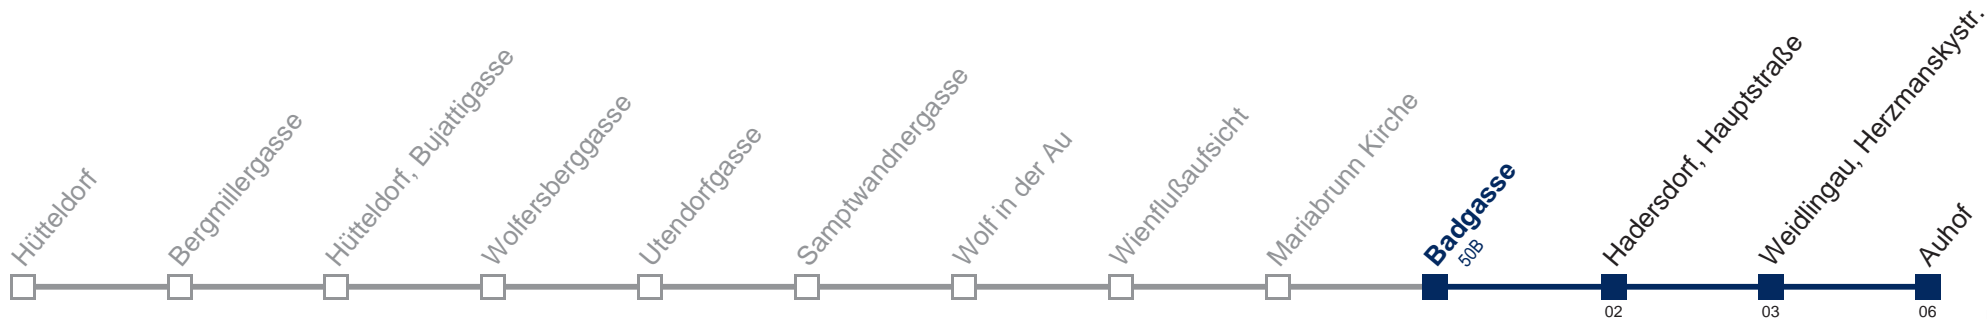 Hütteldorf
Bergmillergasse
Hütteldorf, Bujattigasse
Wolfersberggasse
Utendorfgasse
Samptwandnergasse
Wolf in der Au
Wienflußaufsicht
Mariabrunn Kirche
Badgasse
50B
Hadersdorf, Hauptstraße
Weidlingau, Herzmanskystr.
Auhof
02
03
06